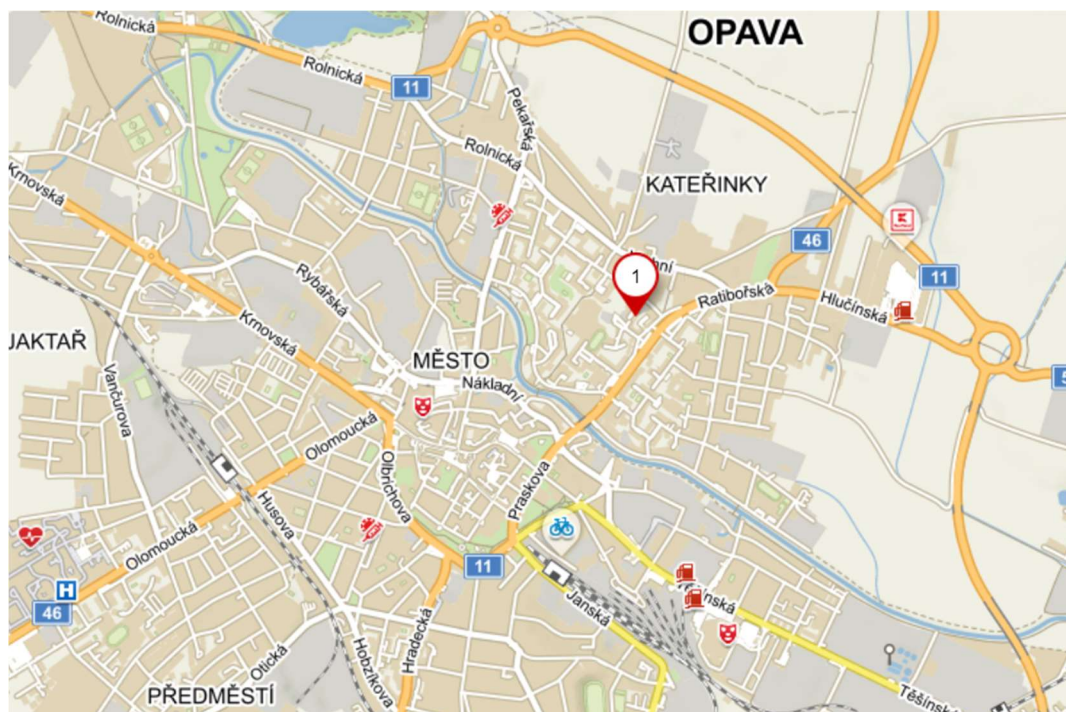 Rolnická
OPAVA
Rolnická
11
Pekařská
Rolnická
KATEŘINKY
Krnovská
46
11
1
Rybářská
Ratibořská
Hlučínská
Krnovská
JAKTAŘ
MĚSTO
Nákladní
Vančurova
Olomoucká
Olbrichova
Praskova
Husova
Olomoucká
11
H
46
Janská
Hradecká
Otická
Hobzíkova
Těšínská
PŘEDMĚSTÍ